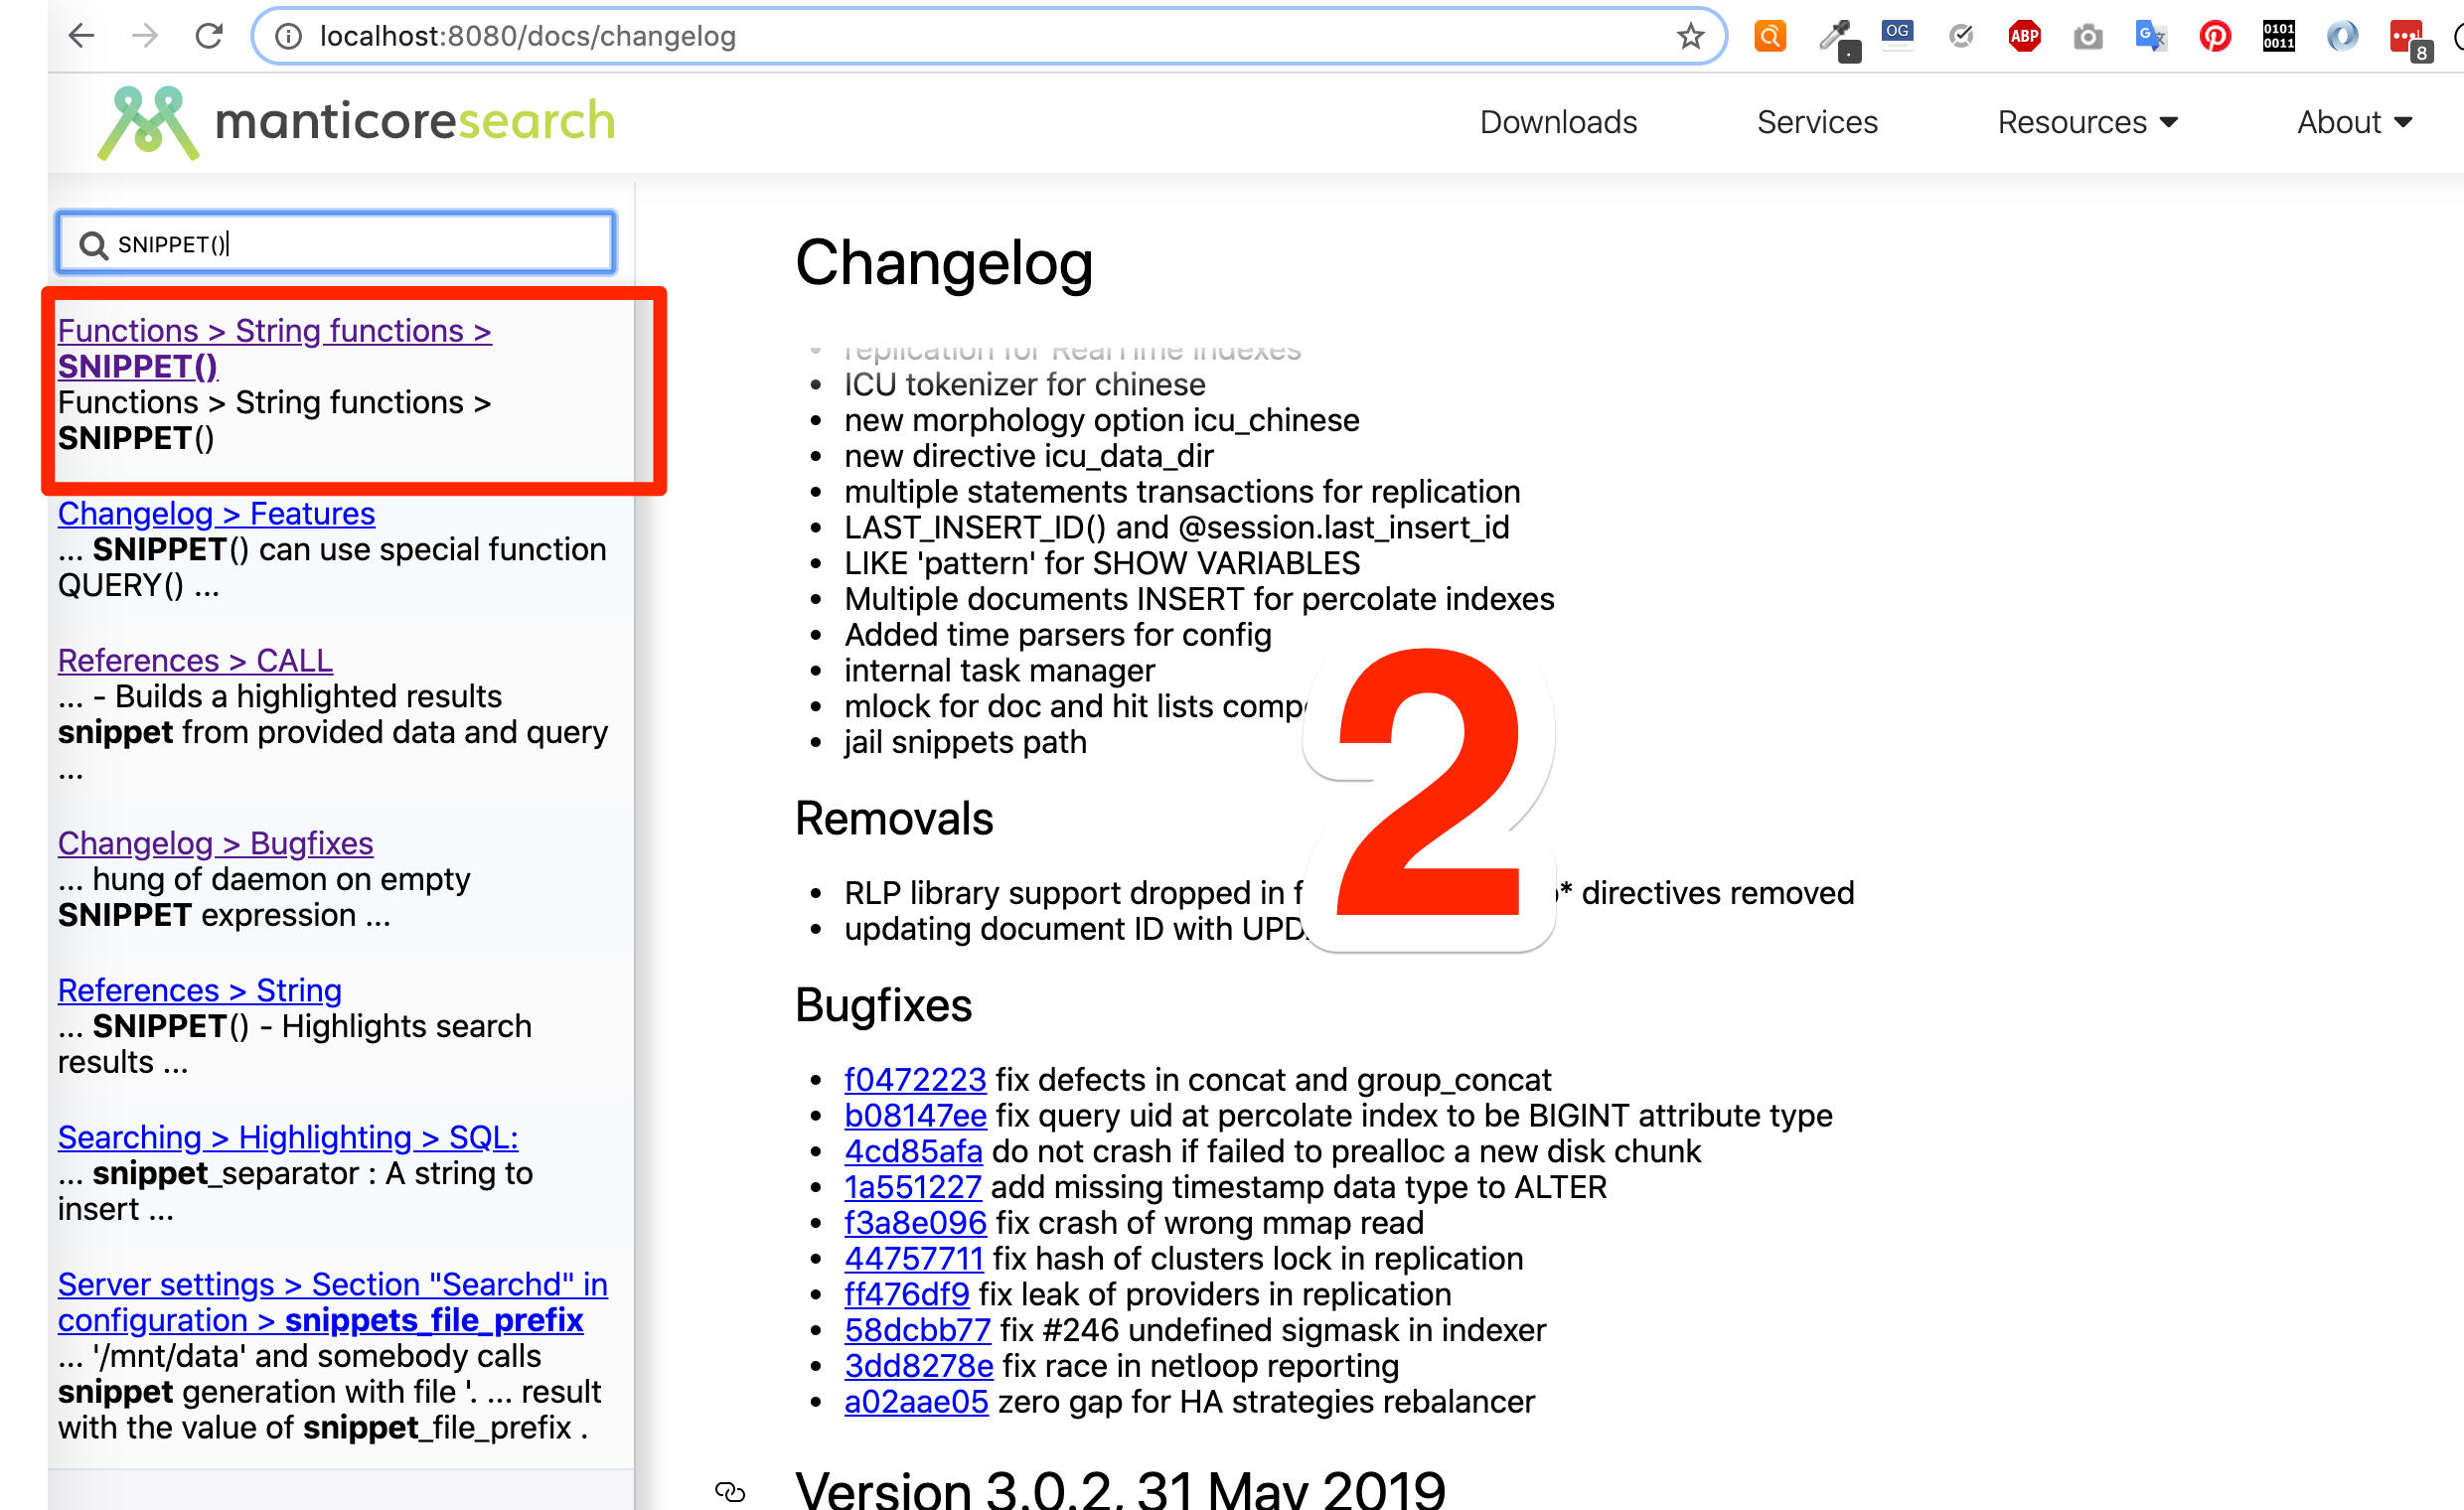 localhost:8080/docs/changelog
OG
ABP
G
0101
0011
8
manticoresearch
Downloads
Services
Resources
About
SNIPPET()
Functions > String functions >
SNIPPET()
Functions > String functions >
SNIPPET()
Changelog > Features
... SNIPPET() can use special function
QUERY() ...
References > CALL
... - Builds a highlighted results
snippet from provided data and query
...
Changelog > Bugfixes
... hung of daemon on empty
SNIPPET expression ...
References > String
... SNIPPET() - Highlights search
results ...
Searching > Highlighting > SQL:
... snippet_separator : A string to
insert ...
Server settings > Section "Searchd" in
configuration > snippets_file_prefix
... '/mnt/data' and somebody calls
snippet generation with file '. ... result
with the value of snippet_file_prefix .
Changelog
replication for RealTime indexes
ICU tokenizer for chinese
new morphology option icu_chinese
new directive icu_data_dir
multiple statements transactions for replication
LAST_INSERT_ID() and @session.last_insert_id
LIKE 'pattern' for SHOW VARIABLES
Multiple documents INSERT for percolate indexes
Added time parsers for config
internal task manager
mlock for doc and hit lists
jail snippets path
2
Removals
RLP library support dropped in * directives removed
updating document ID with
Bugfixes
f0472223 fix defects in concat and group_concat
b08147ee fix query uid at percolate index to be BIGINT attribute type
4cd85afa do not crash if failed to prealloc a new disk chunk
1a551227 add missing timestamp data type to ALTER
f3a8e096 fix crash of wrong mmap read
44757711 fix hash of clusters lock in replication
ff476df9 fix leak of providers in replication
58dcbb77 fix #246 undefined sigmask in indexer
3dd8278e fix race in netloop reporting
a02aae05 zero gap for HA strategies rebalancer
Version 3.0.2, 31 May 2019